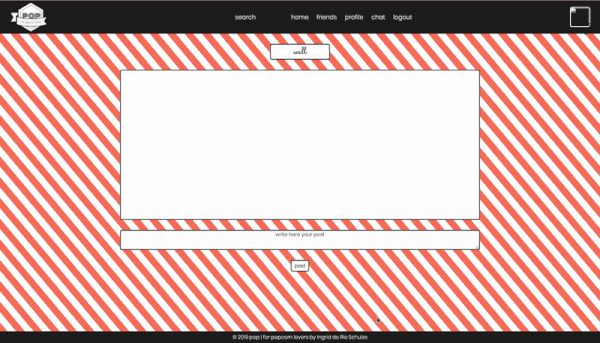 POP
search
home friends profile chat logout
wall
write here your post
post
© 2019 pop | for popcorn lovers by Ingrid do Rio Schulze